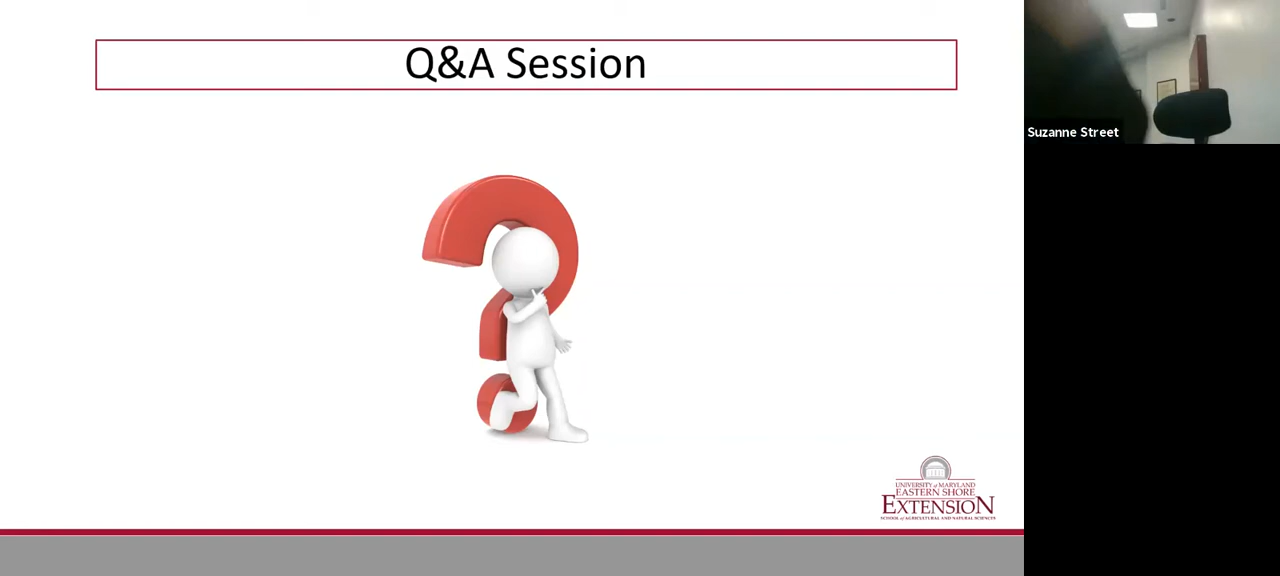 Q&A Session
Suzanne Street
UNIVERSITY of MARYLAND
EASTERN SHORE
EXTENSION
SCHOOL of AGRICULTURAL AND NATURAL SCIENCES